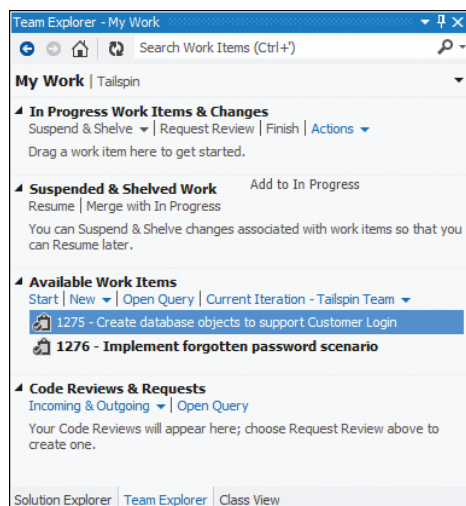 Team Explorer - My Work
Search Work Items (Ctrl+')
My Work | Tailspin
In Progress Work Items & Changes
Suspend & Shelve | Request Review | Finish | Actions
Drag a work item here to get started.
Suspended & Shelved Work
Add to In Progress
Resume | Merge with In Progress
You can Suspend & Shelve changes associated with work items so that you
can Resume later.
Available Work Items
Start | New | Open Query | Current Iteration - Tailspin Team
1275 - Create database objects to support Customer Login
1276 - Implement forgotten password scenario
Code Reviews & Requests
Incoming & Outgoing | Open Query
Your Code Reviews will appear here; choose Request Review above to
create one.
Solution Explorer | Team Explorer | Class View